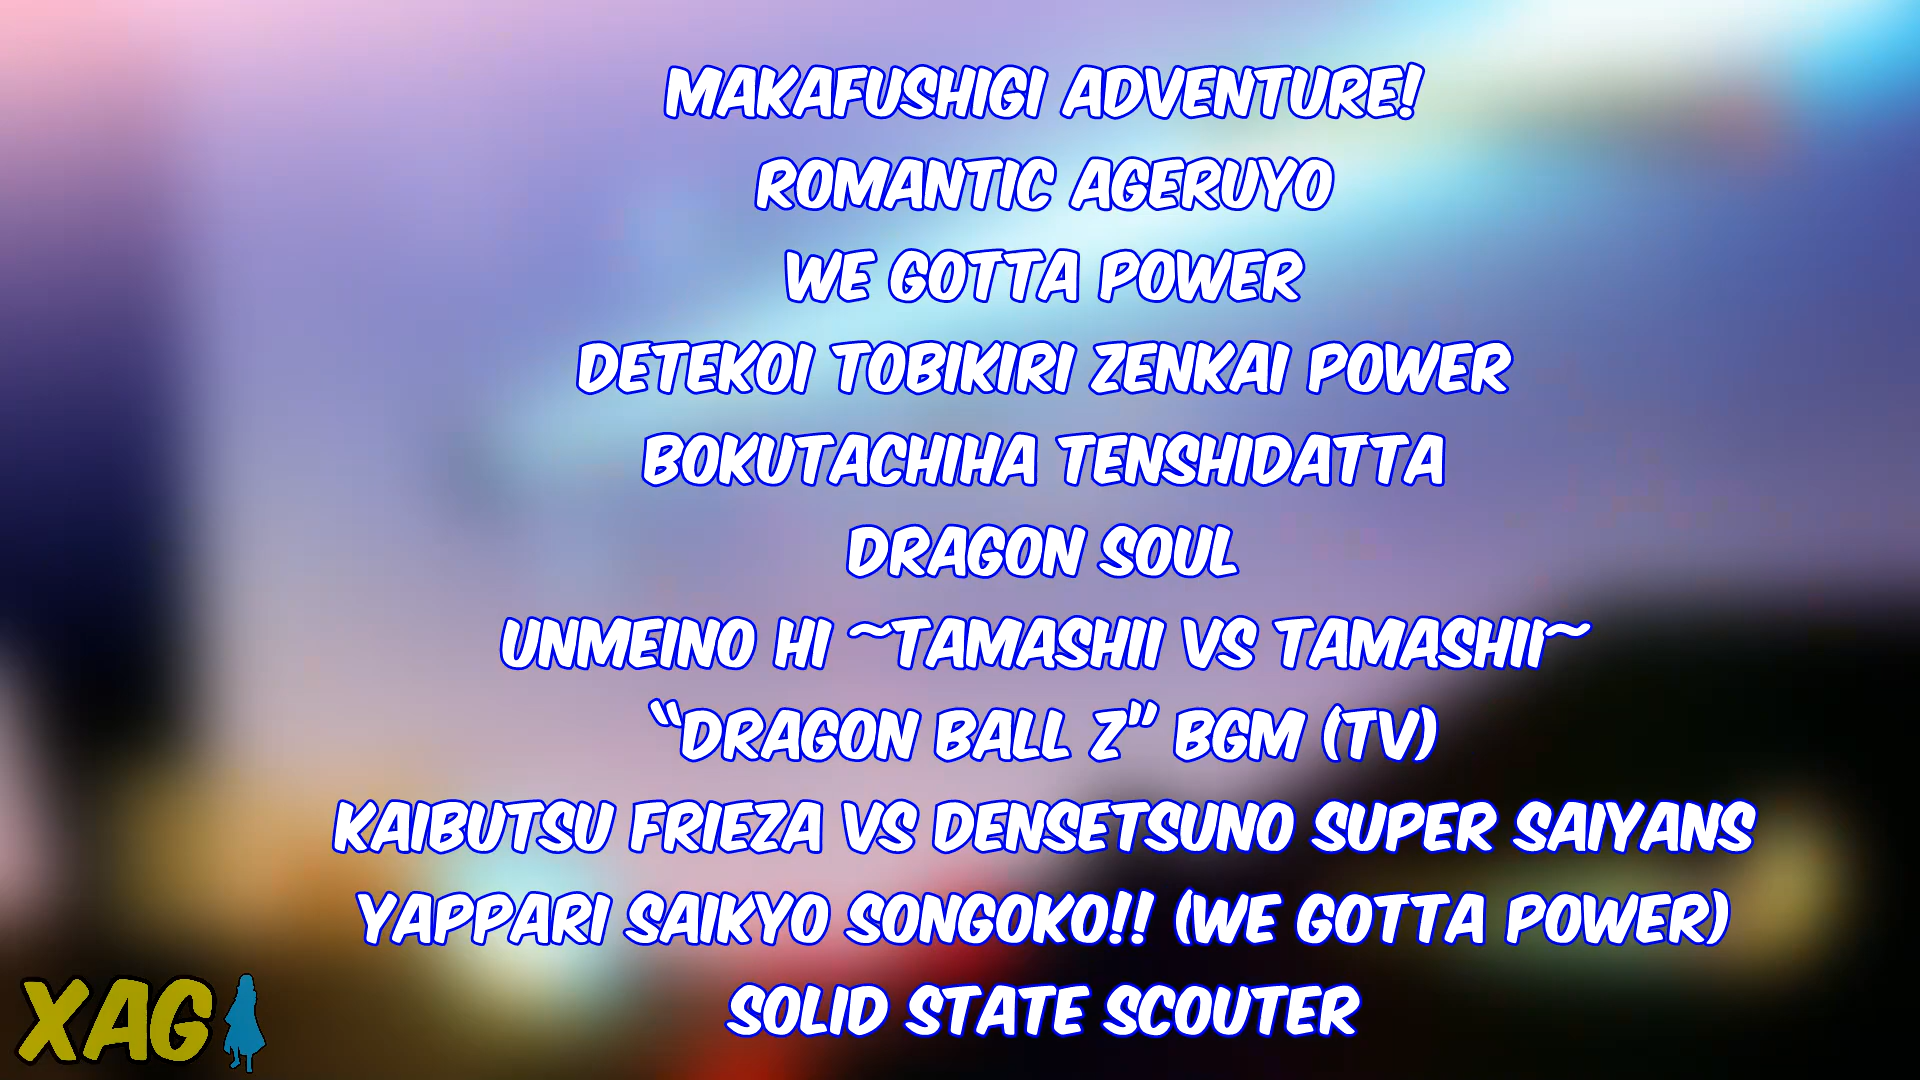 MAKAFUSHIGI ADVENTURE!
ROMANTIC AGERUYO
WE GOTTA POWER
DETEKOI TOBIKIRI ZENKAI POWER
BOKUTACHIHA TENSHIDATTA
DRAGON SOUL
UNMEINO HI ~TAMASHII VS TAMASHII~
“DRAGON BALL Z” BGM (TV)
KAIBUTSU FRIEZA VS DENSETSUNO SUPER SAIYANS
YAPPARI SAIKYO SONGOKO!! (WE GOTTA POWER)
SOLID STATE SCOUTER
XAG